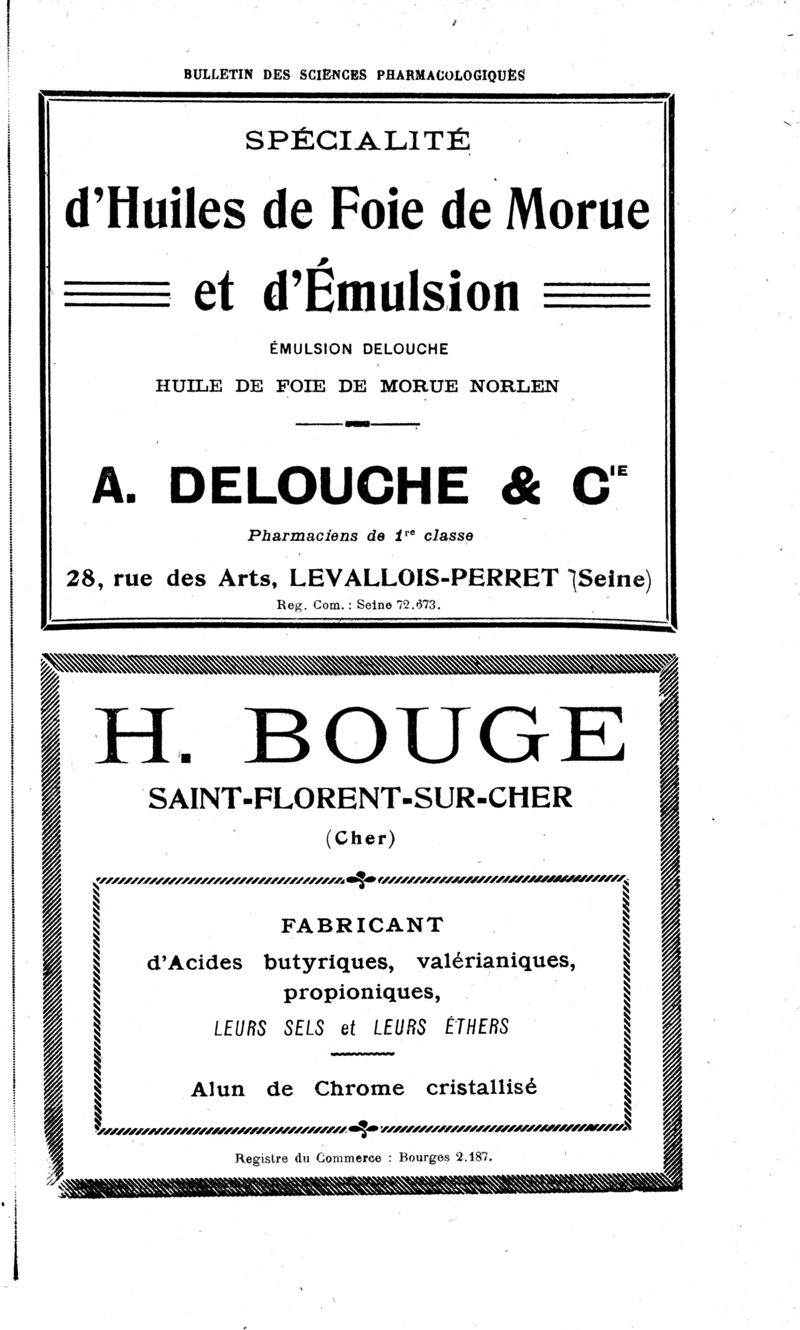 BULLETIN DES SCIENCES PHARMACOLOGIQUES
SPÉCIALITÉ
d'Huiles de Foie de Morue
et d'Émulsion
ÉMULSION DELOUCHE
HUILE DE FOIE DE MORUE NORLEN
A. DELOUCHE & CIE
Pharmaciens de 1re classe
28, rue des Arts, LEVALLOIS-PERRET (Seine)
Reg. Com. : Seine 72.673.
H. BOUGE
SAINT-FLORENT-SUR-CHER
(Cher)
FABRICANT
d'Acides butyriques, valérianiques,
propioniques,
LEURS SELS et LEURS ÉTHERS
Alun de Chrome cristallisé
Registre du Commerce : Bourges 2.187.